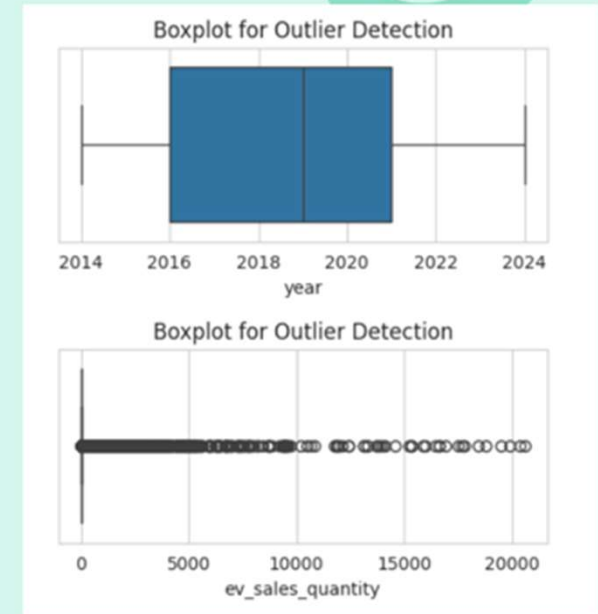 Boxplot for Outlier Detection
2014 2016 2018 2020 2022 2024
year
Boxplot for Outlier Detection
0 5000 10000 15000 20000
ev_sales_quantity